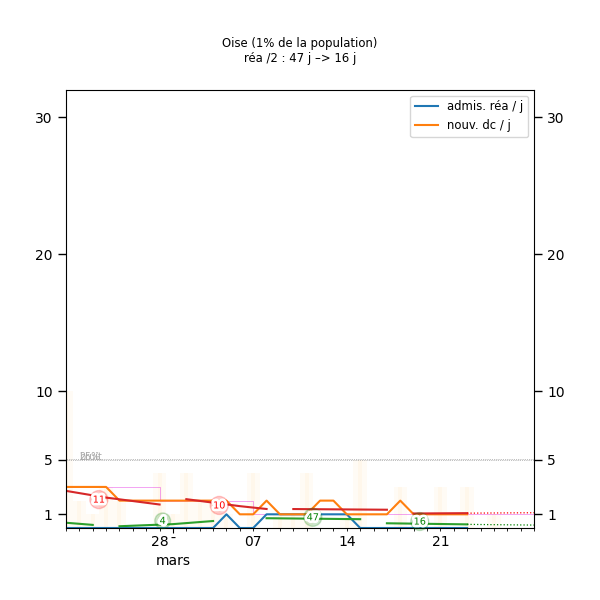 Oise (1% de la population)
réa /2 : 47 j –> 16 j
admis. réa / j
nouv. dc / j
30 30
20 20
10 10
5 5
1 1
11
4
10
47
16
28 - 07 14 21
mars